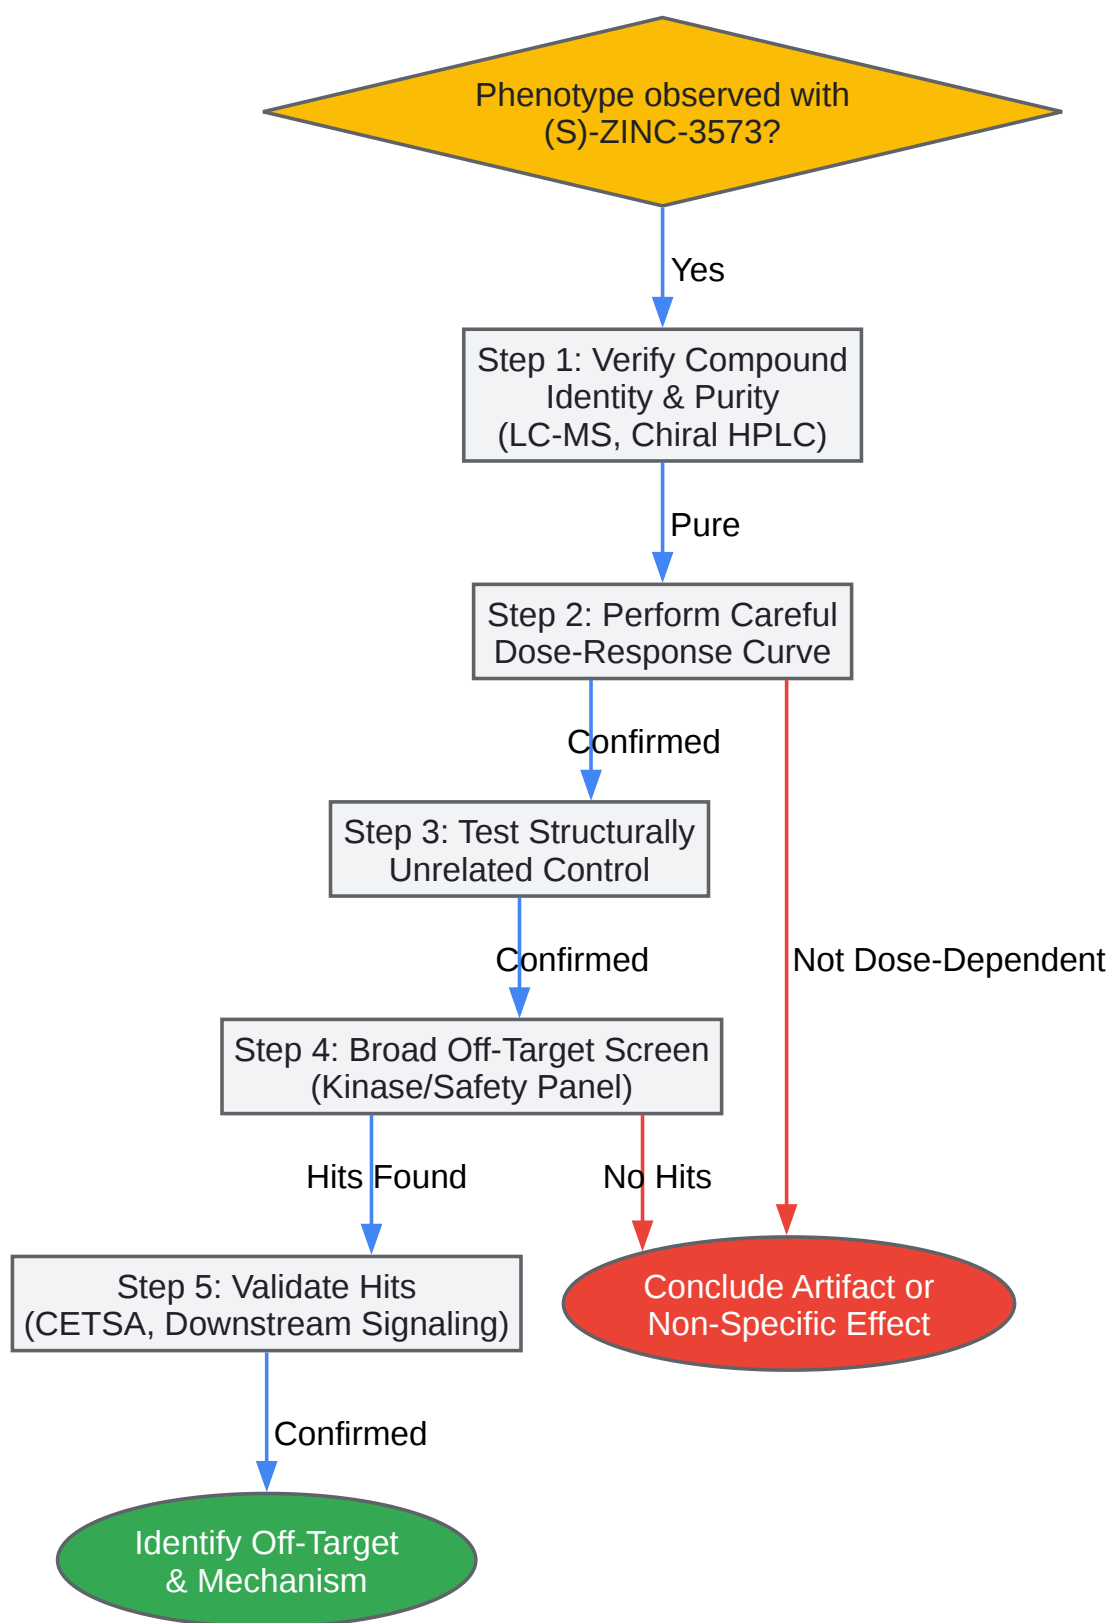 Phenotype observed with
(S)-ZINC-3573?
Yes
Step 1: Verify Compound
Identity & Purity
(LC-MS, Chiral HPLC)
Pure
Step 2: Perform Careful
Dose-Response Curve
Confirmed
Step 3: Test Structurally
Unrelated Control
Confirmed
Not Dose-Dependent
Step 4: Broad Off-Target Screen
(Kinase/Safety Panel)
Hits Found
No Hits
Step 5: Validate Hits
(CETSA, Downstream Signaling)
Conclude Artifact or
Non-Specific Effect
Confirmed
Identify Off-Target
& Mechanism